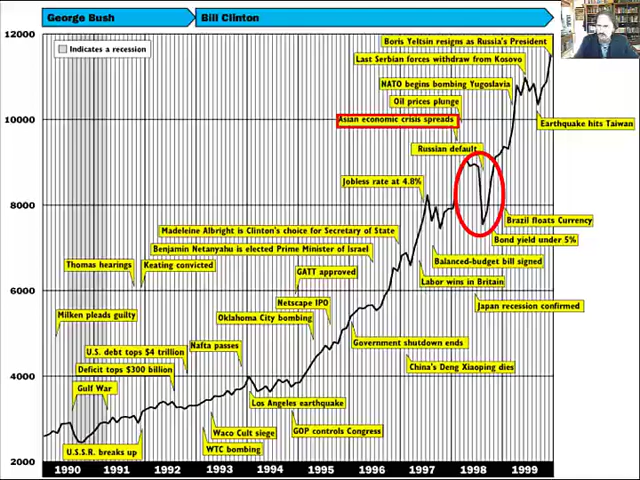 George Bush
Bill Clinton
12000
Boris Yeltsin resigns as Russia's President
Indicates a recession
Last Serbian forces withdraw from Kosovo
NATO begins bombing Yugoslavia
Oil prices plunge
10000
Asian economic crisis spreads
Earthquake hits Taiwan
Russian default
8000
Jobless rate at 4.8%
Brazil floats Currency
Madeleine Albright is Clinton's choice for Secretary of State
Bond yield under 5%
Benjamin Netanyahu is elected Prime Minister of Israel
Thomas hearings
Keating convicted
Balanced-budget bill signed
GATT approved
Labor wins in Britain
6000
Netscape IPO
Japan recession confirmed
Milken pleads guilty
Oklahoma City bombing
Government shutdown ends
U.S. debt tops $4 trillion
Nafta passes
Deficit tops $300 billion
China's Deng Xiaoping dies
4000
Gulf War
Los Angeles earthquake
Waco Cult siege
GOP controls Congress
U.S.S.R. breaks up
WTC bombing
2000
1990 1991 1992 1993 1994 1995 1996 1997 1998 1999